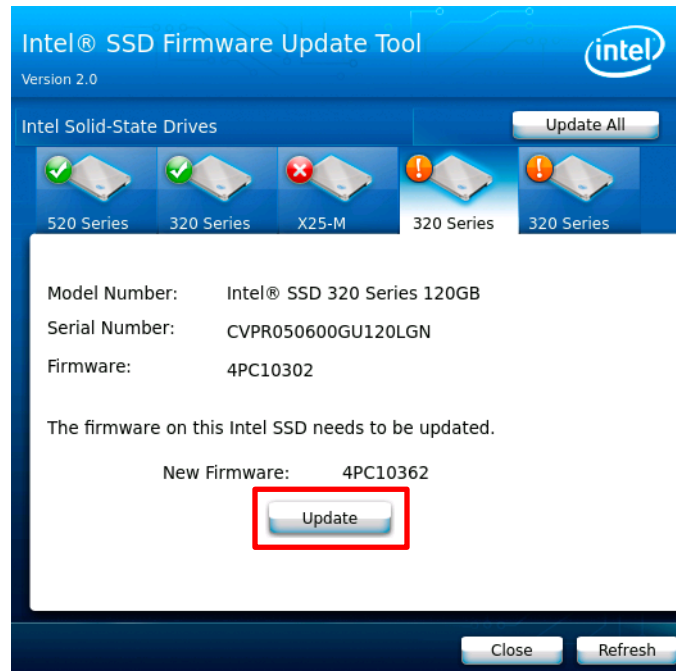 Intel® SSD Firmware Update Tool
intel
Version 2.0
Intel Solid-State Drives
Update All
520 Series
320 Series
X25-M
320 Series
320 Series
Model Number: Intel® SSD 320 Series 120GB
Serial Number: CVPR050600GU120LGN
Firmware: 4PC10302
The firmware on this Intel SSD needs to be updated.
New Firmware: 4PC10362
Update
Close
Refresh